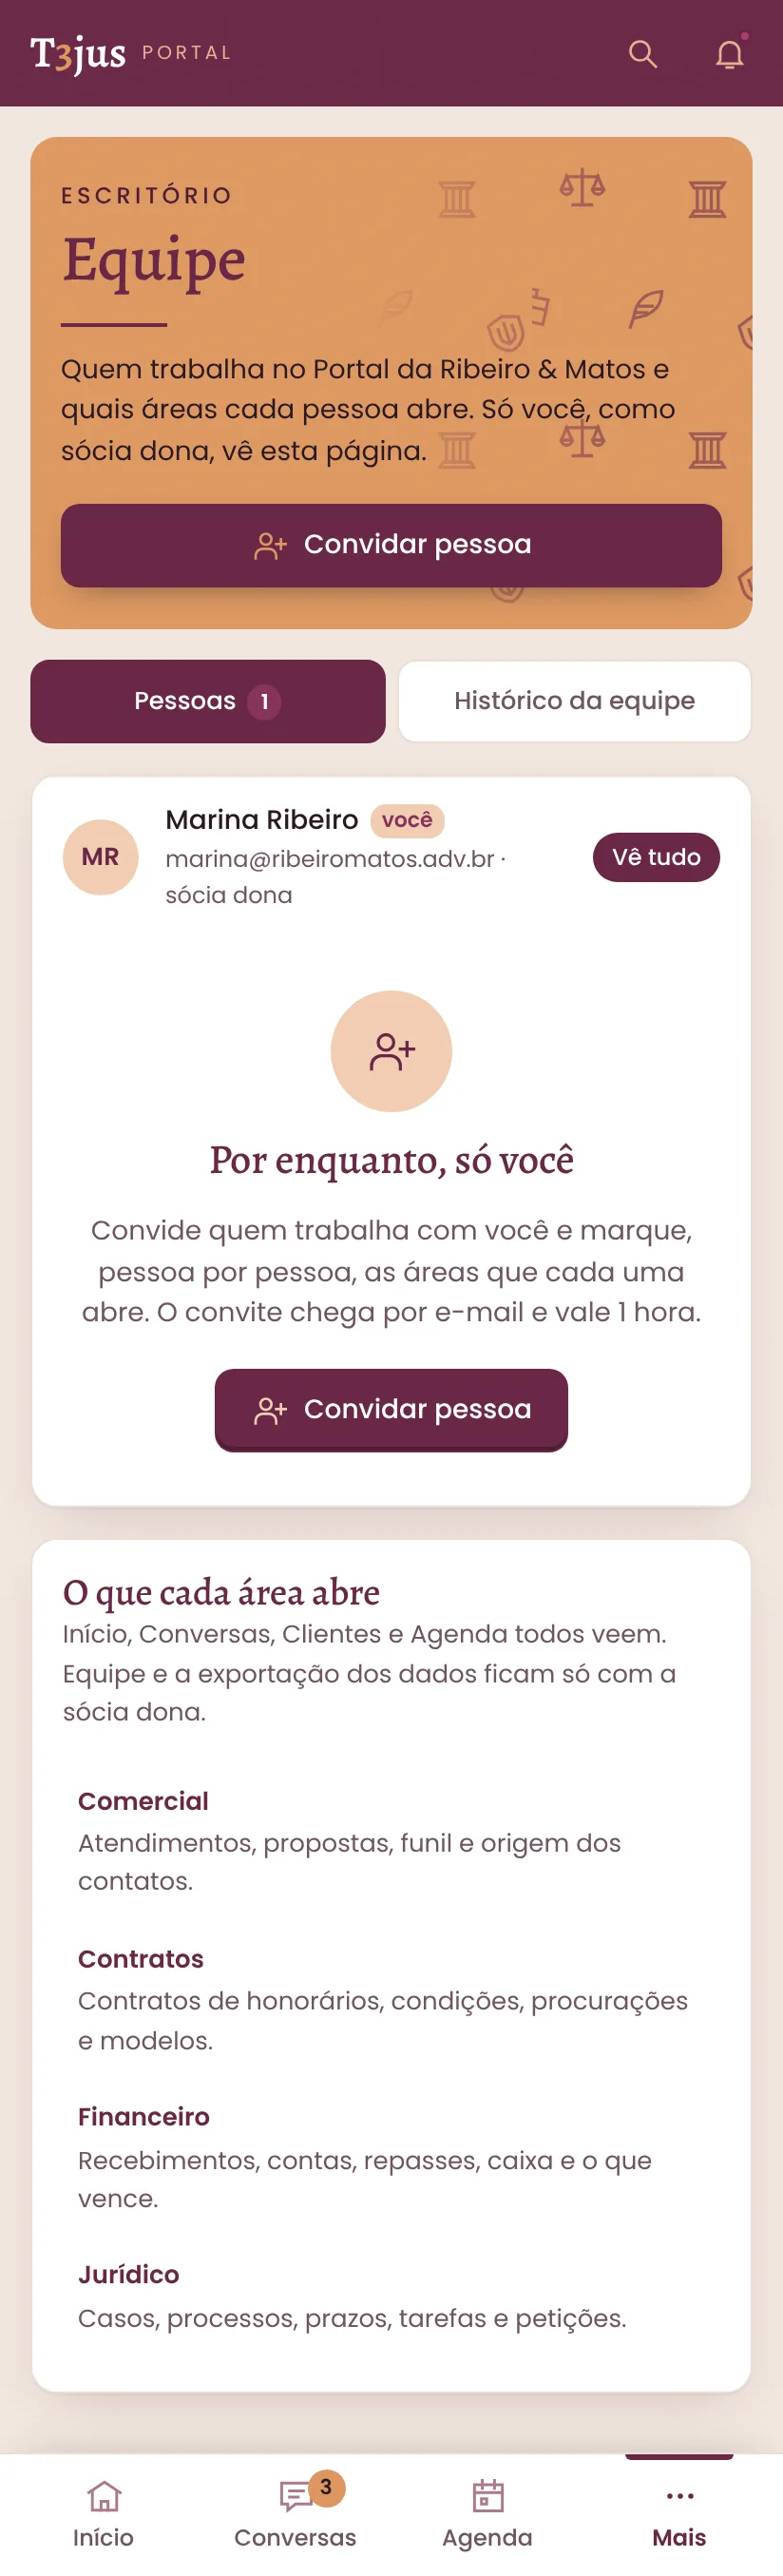 T3jus PORTAL
ESCRITÓRIO
Equipe
Quem trabalha no Portal da Ribeiro & Matos e
quais áreas cada pessoa abre. Só você, como
sócia dona, vê esta página.
Convidar pessoa
Pessoas 1
Histórico da equipe
MR
Marina Ribeiro você
marina@ribeiromatos.adv.br ·
sócia dona
Vê tudo
Por enquanto, só você
Convide quem trabalha com você e marque,
pessoa por pessoa, as áreas que cada uma
abre. O convite chega por e-mail e vale 1 hora.
Convidar pessoa
O que cada área abre
Início, Conversas, Clientes e Agenda todos veem.
Equipe e a exportação dos dados ficam só com a
sócia dona.
Comercial
Atendimentos, propostas, funil e origem dos
contatos.
Contratos
Contratos de honorários, condições, procurações
e modelos.
Financeiro
Recebimentos, contas, repasses, caixa e o que
vence.
Jurídico
Casos, processos, prazos, tarefas e petições.
3
Início
Conversas
Agenda
Mais